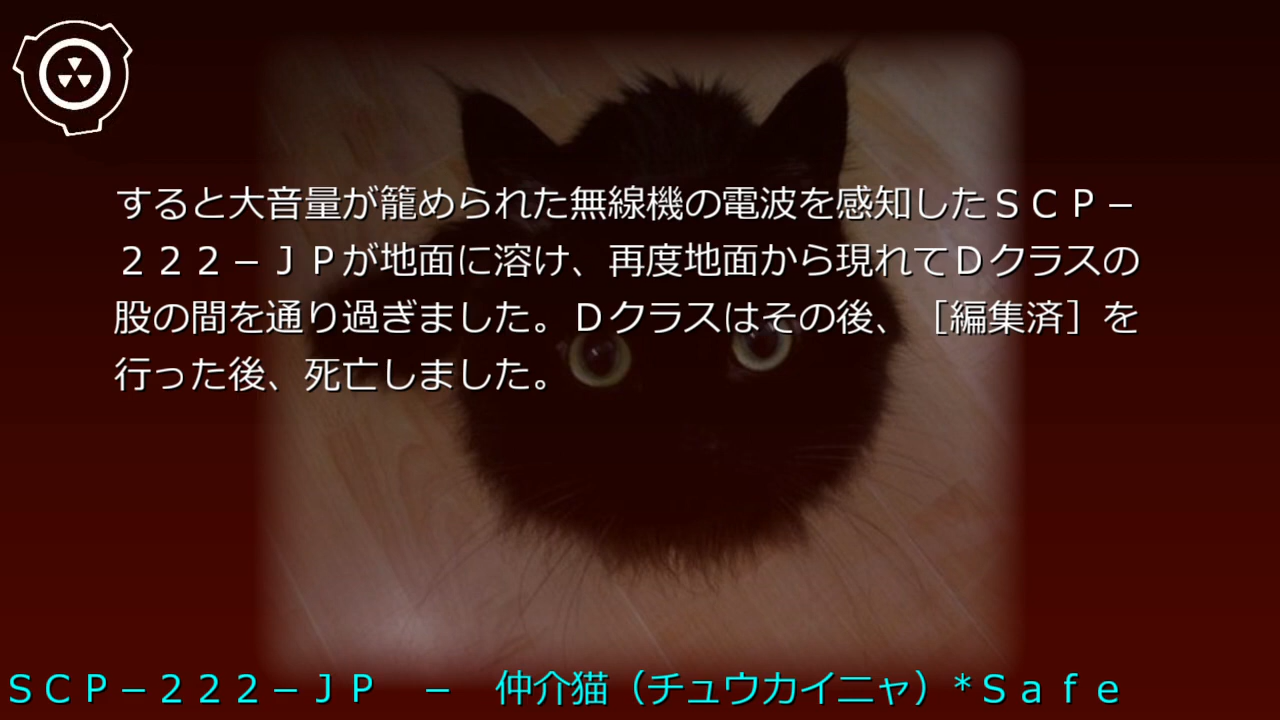 すると大音量が籠められた無線機の電波を感知したＳＣＰ－
２２２－ＪＰが地面に溶け、再度地面から現れてＤクラスの
股の間を通り過ぎました。Ｄクラスはその後、［編集済］を
行った後、死亡しました。
ＳＣＰ－２２２－ＪＰ　－　仲介猫（チュウカイニャ）*Ｓａｆｅ